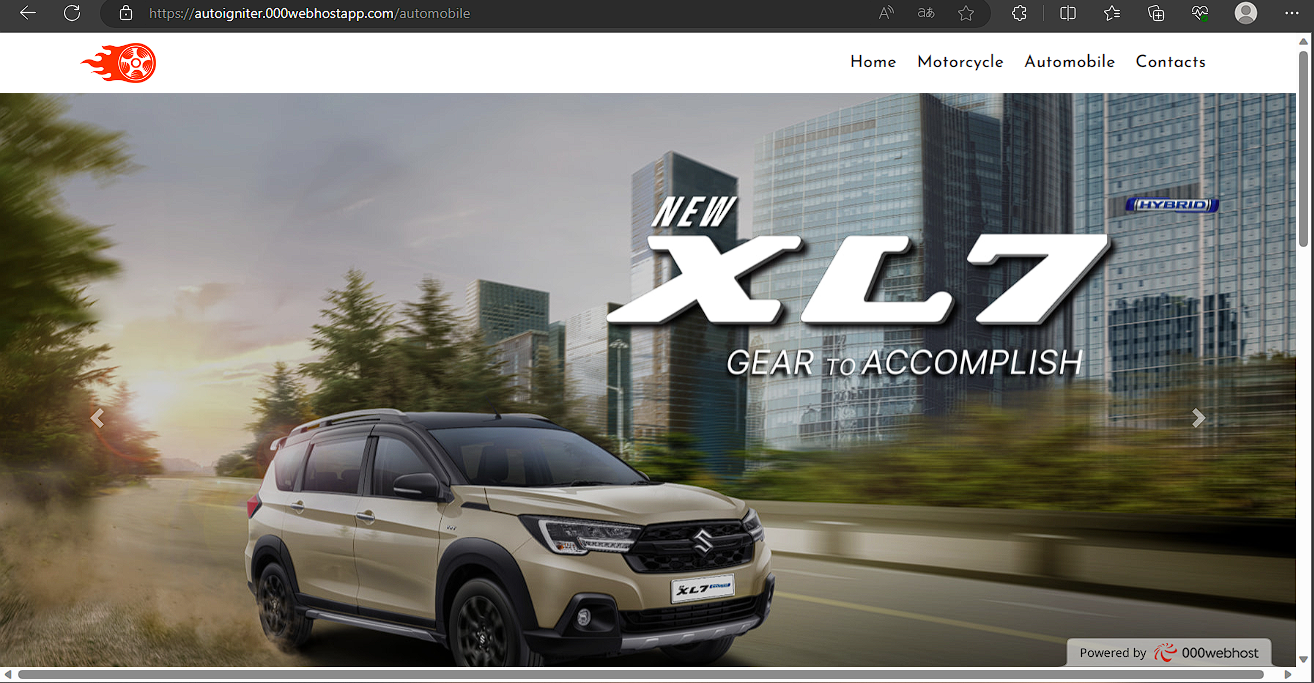 https://autoigniter.000webhostapp.com/automobile
Home Motorcycle Automobile Contacts
NEW
HYBRID
XL7
GEAR TO ACCOMPLISH
XL7
Powered by 000webhost